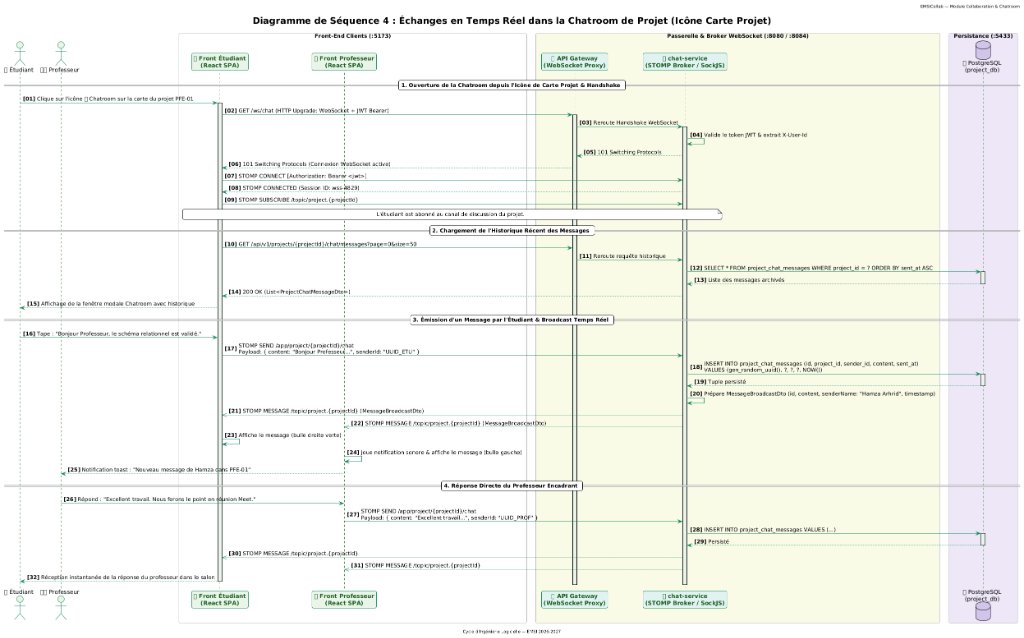 EMSICollab — Module Collaboration & Chatroom
Diagramme de Séquence 4 : Échanges en Temps Réel dans la Chatroom de Projet (Icône Carte Projet)
Front-End Clients (:5173)
Passerelle & Broker WebSocket (:8080 / :8084)
Persistance (:5433)
Étudiant
Professeur
Front Étudiant
(React SPA)
Front Professeur
(React SPA)
API Gateway
(WebSocket Proxy)
chat-service
(STOMP Broker / SockJS)
PostgreSQL
(project_db)
1. Ouverture de la Chatroom depuis l'Icône de Carte Projet & Handshake
[01] Clique sur l'icône Chatroom sur la carte du projet PFE-01
[02] GET /ws/chat (HTTP Upgrade: WebSocket + JWT Bearer)
[03] Reroute Handshake WebSocket
[04] Valide le token JWT & extrait X-User-Id
[05] 101 Switching Protocols
[06] 101 Switching Protocols (Connexion WebSocket active)
[07] STOMP CONNECT [Authorization: Bearer <jwt>]
[08] STOMP CONNECTED (Session ID: wss-4829)
[09] STOMP SUBSCRIBE /topic/project.{projectId}
L'étudiant est abonné au canal de discussion du projet.
2. Chargement de l'Historique Récent des Messages
[10] GET /api/v1/projects/{projectId}/chat/messages?page=0&size=50
[11] Reroute requête historique
[12] SELECT * FROM project_chat_messages WHERE project_id = ? ORDER BY sent_at ASC
[13] Liste des messages archivés
[14] 200 OK (List<ProjectChatMessageDto>)
[15] Affichage de la fenêtre modale Chatroom avec historique
3. Émission d'un Message par l'Étudiant & Broadcast Temps Réel
[16] Tape : "Bonjour Professeur, le schéma relationnel est validé."
[17] STOMP SEND /app/project/{projectId}/chat
Payload: { content: "Bonjour Professeur...", senderId: "UUID_ETU" }
[18] INSERT INTO project_chat_messages (id, project_id, sender_id, content, sent_at)
VALUES (gen_random_uuid(), ?, ?, ?, NOW())
[19] Tuple persisté
[20] Prépare MessageBroadcastDto (id, content, senderName: "Hamza Arhrid", timestamp)
[21] STOMP MESSAGE /topic/project.{projectId} (MessageBroadcastDto)
[22] STOMP MESSAGE /topic/project.{projectId} (MessageBroadcastDto)
[23] Affiche le message (bulle droite verte)
[24] Joue notification sonore & affiche le message (bulle gauche)
[25] Notification toast : "Nouveau message de Hamza dans PFE-01"
4. Réponse Directe du Professeur Encadrant
[26] Répond : "Excellent travail. Nous ferons le point en réunion Meet."
[27] STOMP SEND /app/project/{projectId}/chat
Payload: { content: "Excellent travail...", senderId: "UUID_PROF" }
[28] INSERT INTO project_chat_messages VALUES (...)
[29] Persisté
[30] STOMP MESSAGE /topic/project.{projectId}
[31] STOMP MESSAGE /topic/project.{projectId}
[32] Réception instantanée de la réponse du professeur dans le salon
Étudiant
Professeur
Front Étudiant
(React SPA)
Front Professeur
(React SPA)
API Gateway
(WebSocket Proxy)
chat-service
(STOMP Broker / SockJS)
PostgreSQL
(project_db)
Cycle d'Ingénierie Logicielle — EMSI 2026-2027